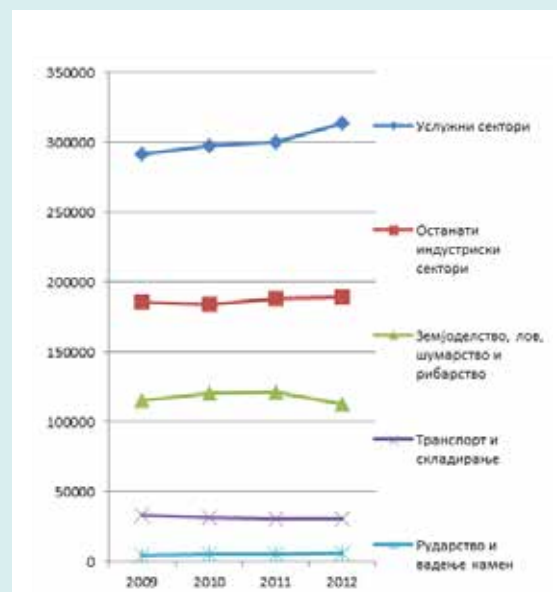 350000
300000
250000
200000
150000
100000
50000
0
2009 2010 2011 2012
Услужни сектори
Останати
индустриски
сектори
Земјоделство, лов,
шумарство и
рибарство
Транспорт и
складирање
Рударство и
вадење камен